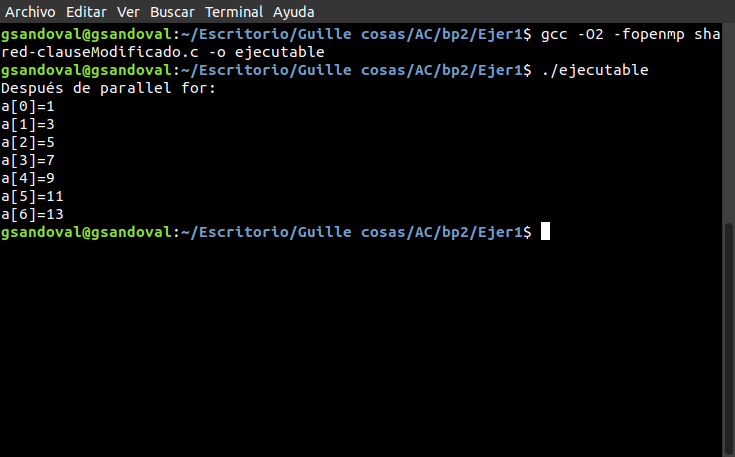 Archivo Editar Ver Buscar Terminal Ayuda
gsandoval@gsandoval:~/Escritorio/Guille cosas/AC/bp2/Ejer1$ gcc -O2 -fopenmp sha
red-clauseModificado.c -o ejecutable
gsandoval@gsandoval:~/Escritorio/Guille cosas/AC/bp2/Ejer1$ ./ejecutable
Después de parallel for:
a[0]=1
a[1]=3
a[2]=5
a[3]=7
a[4]=9
a[5]=11
a[6]=13
gsandoval@gsandoval:~/Escritorio/Guille cosas/AC/bp2/Ejer1$